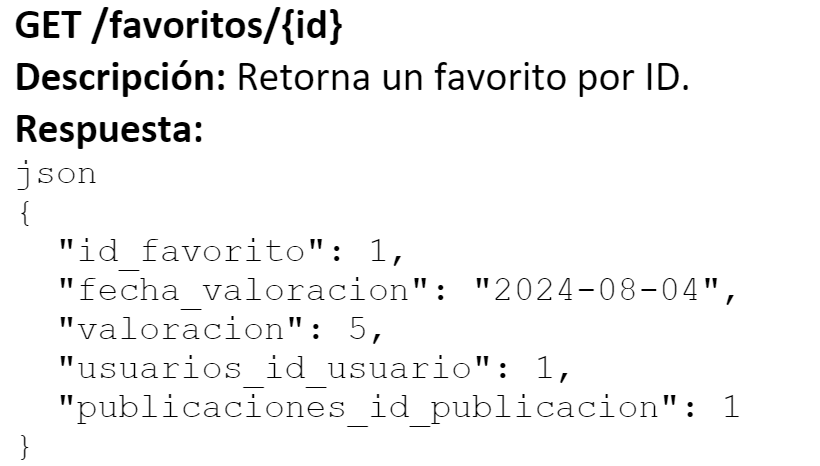 GET /favoritos/{id}
Descripción: Retorna un favorito por ID.
Respuesta:
json
{
  "id_favorito": 1,
  "fecha_valoracion": "2024-08-04",
  "valoracion": 5,
  "usuarios_id_usuario": 1,
  "publicaciones_id_publicacion": 1
}